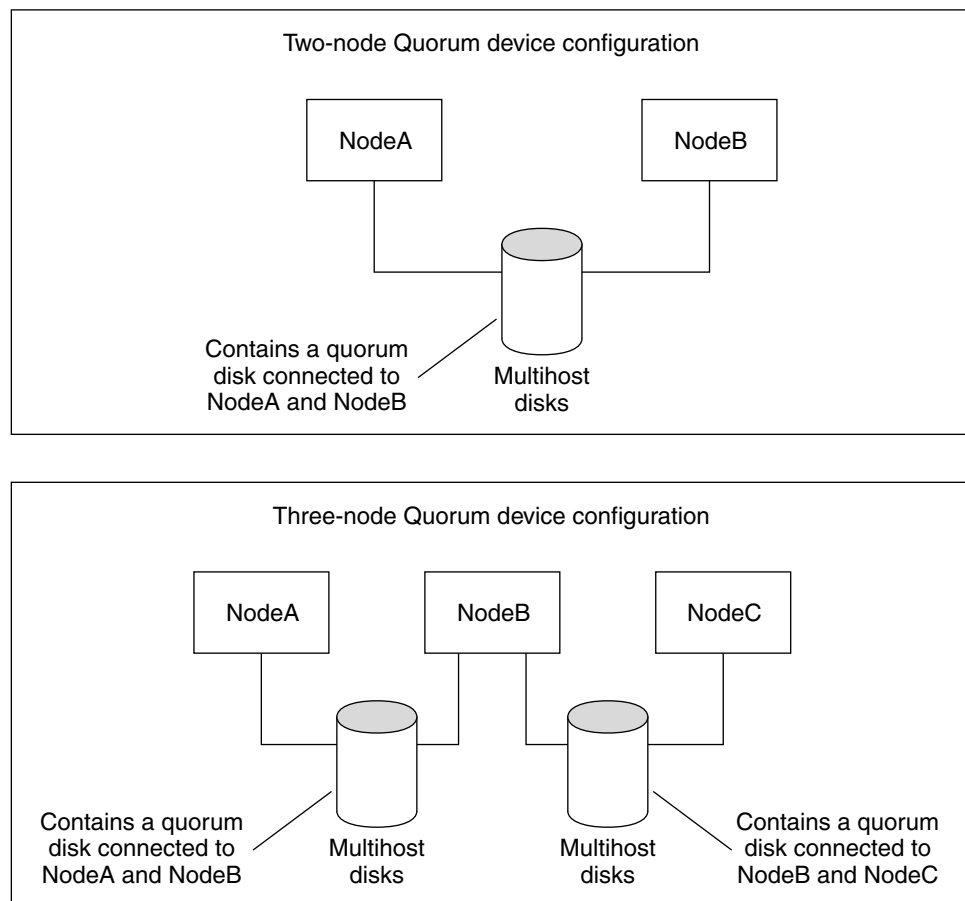 Two-node Quorum device configuration
NodeA
NodeB
Contains a quorum
disk connected to
NodeA and NodeB
Multihost
disks
Three-node Quorum device configuration
NodeA
NodeB
NodeC
Contains a quorum
disk connected to
NodeA and NodeB
Multihost
disks
Multihost
disks
Contains a quorum
disk connected to
NodeB and NodeC